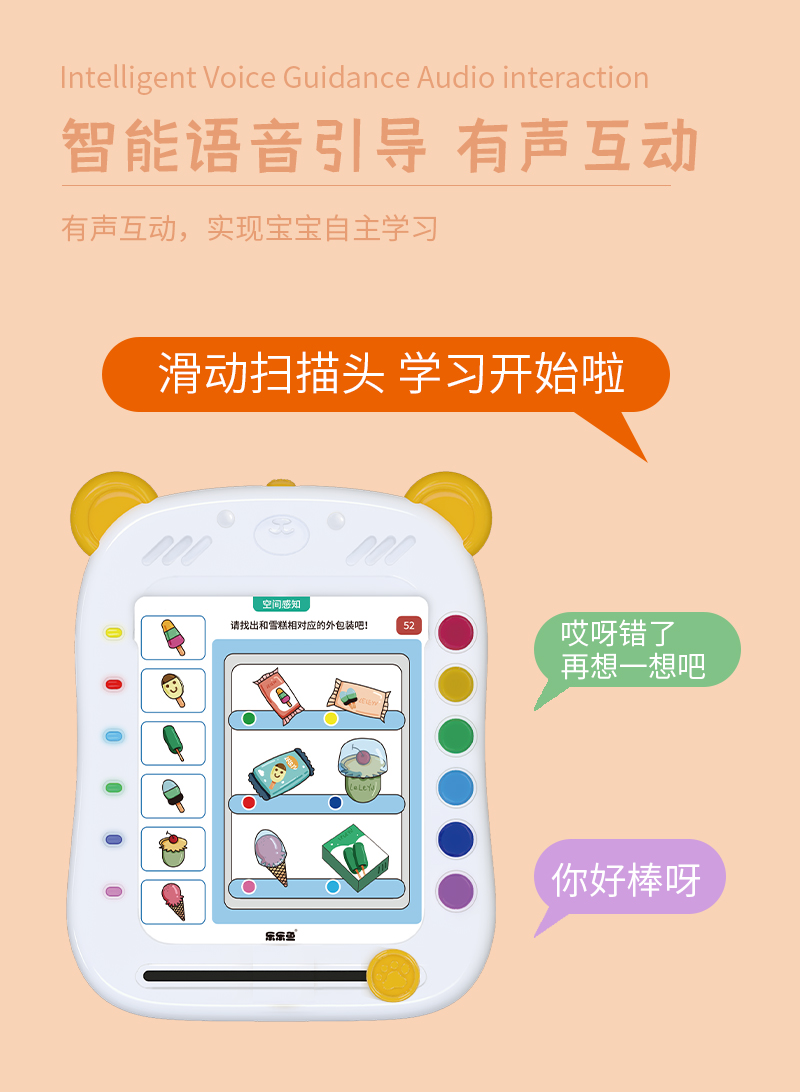 Intelligent Voice Guidance Audio interaction
智能语音引导 有声互动
有声互动，实现宝宝自主学习
滑动扫描头 学习开始啦
空间感知
请找出和雪糕相对应的外包装吧！
52
哎呀错了
再想一想吧
LeLeYU
你好棒呀
乐乐鱼